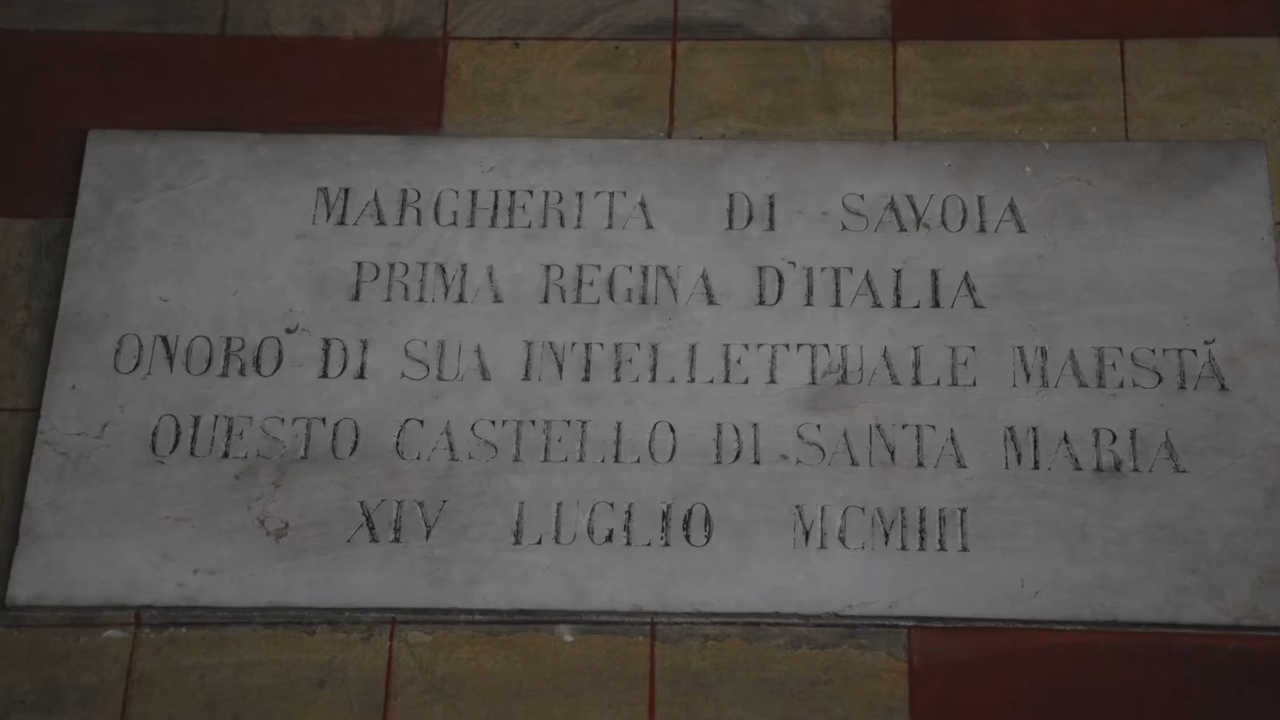 MARGHERITA DI SAVOIA
PRIMA REGINA D'ITALIA
ONORÒ DI SUA INTELLETTUALE MAESTÀ
QUESTO CASTELLO DI SANTA MARIA
XIV LUGLIO MCMIII